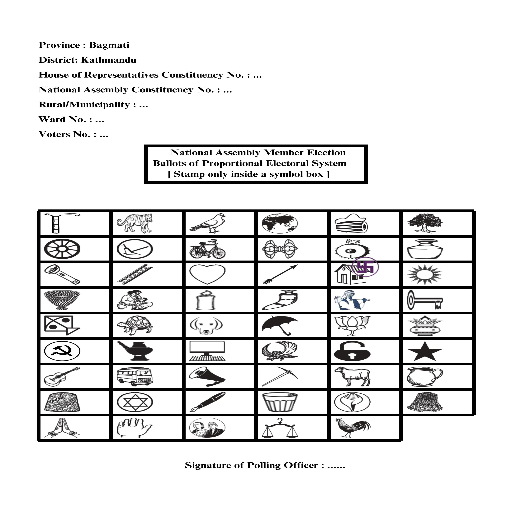 Province : Bagmati
District: Kathmandu
House of Representatives Constituency No. : ...
National Assembly Constituency No. : ...
Rural/Municipality : ...
Ward No. : ...
Voters No. : ...
National Assembly Member Election
Ballots of Proportional Electoral System
[ Stamp only inside a symbol box ]
Signature of Polling Officer : ......